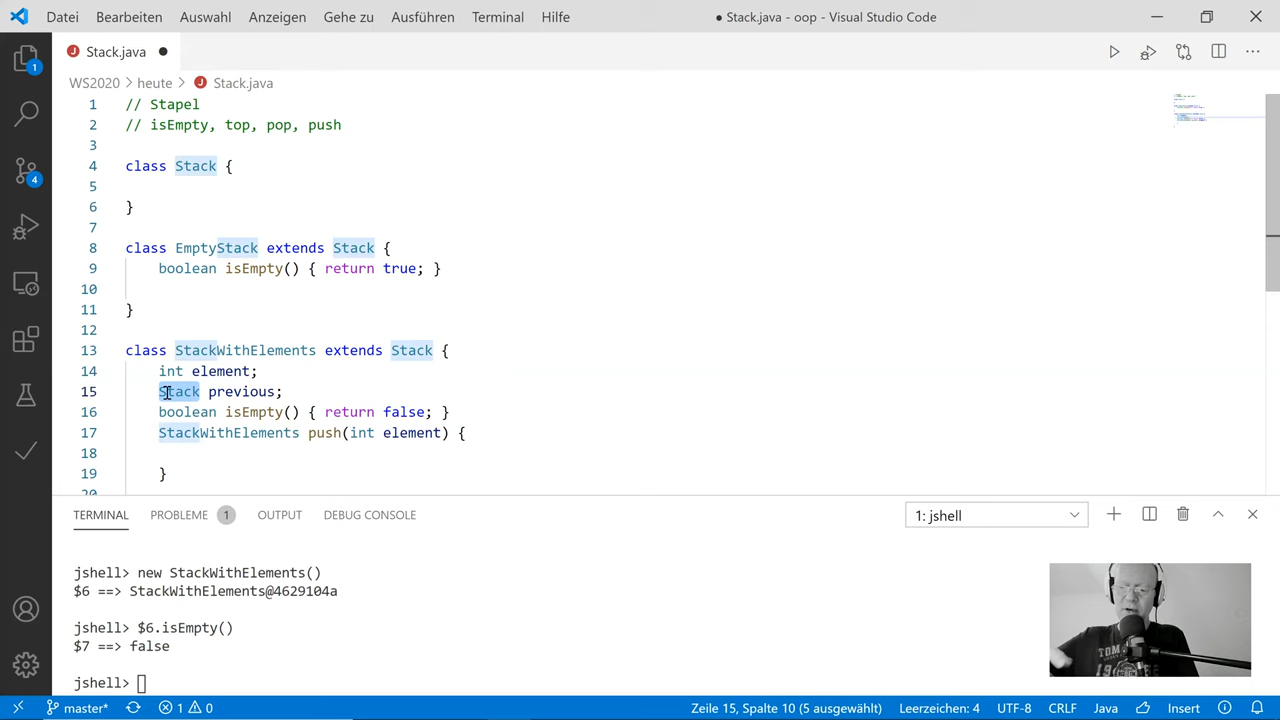 Datei Bearbeiten Auswahl Anzeigen Gehe zu Ausführen Terminal Hilfe ● Stack.java - oop - Visual Studio Code
J Stack.java ●
WS2020 > heute > J Stack.java
1 // Stapel
2 // isEmpty, top, pop, push
3
4 class Stack {
5
6 }
7
8 class EmptyStack extends Stack {
9 boolean isEmpty() { return true; }
10
11 }
12
13 class StackWithElements extends Stack {
14 int element;
15 Stack previous;
16 boolean isEmpty() { return false; }
17 StackWithElements push(int element) {
18
19 }
20
1
4
TERMINAL PROBLEME 1 OUTPUT DEBUG CONSOLE 1: jshell
jshell> new StackWithElements()
$6 ==> StackWithElements@4629104a
jshell> $6.isEmpty()
$7 ==> false
jshell>
TOM
master* 1 0 Zeile 15, Spalte 10 (5 ausgewählt) Leerzeichen: 4 UTF-8 CRLF Java Insert